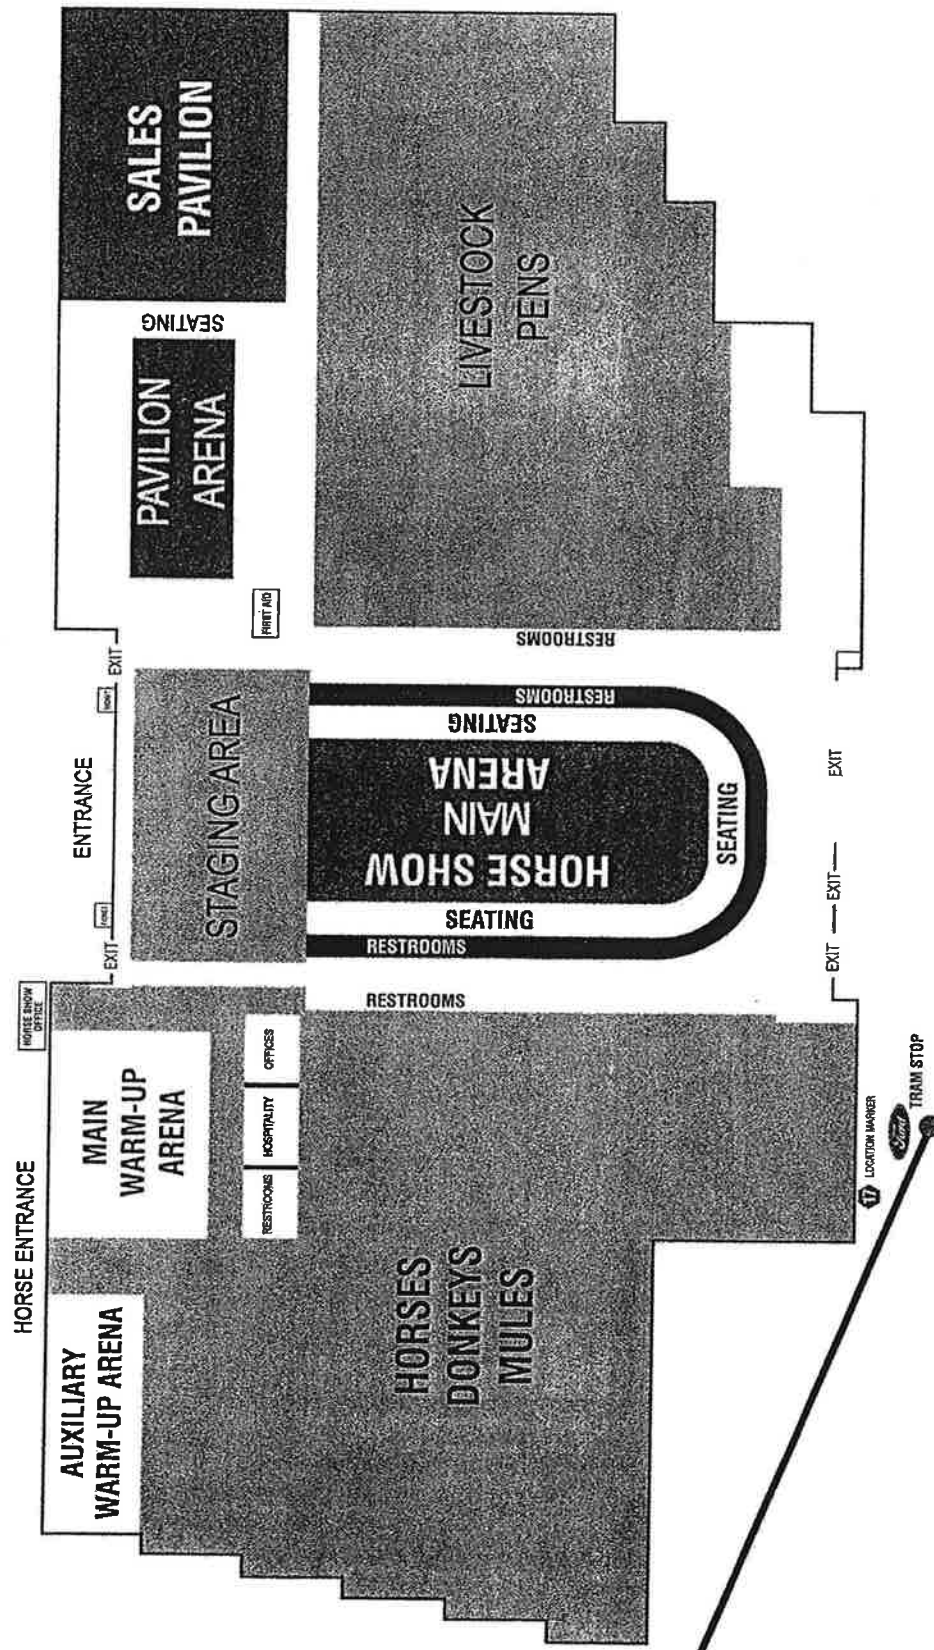 HORSE ENTRANCE
HORSE SHOW
OFFICE
ENTRANCE
AUXILIARY
WARM-UP ARENA
MAIN
WARM-UP
ARENA
RESTROOMS
HOSPITALITY
OFFICES
EXIT
EXIT
STAGING AREA
FIRST AID
PAVILION
ARENA
SEATING
SALES
PAVILION
HORSES
DONKEYS
MULES
RESTROOMS
RESTROOMS
SEATING
HORSE SHOW
MAIN
ARENA
SEATING
SEATING
RESTROOMS
RESTROOMS
LIVESTOCK
PENS
EXIT
EXIT
EXIT
17
LOCATION MARKER
Ford
TRAM STOP